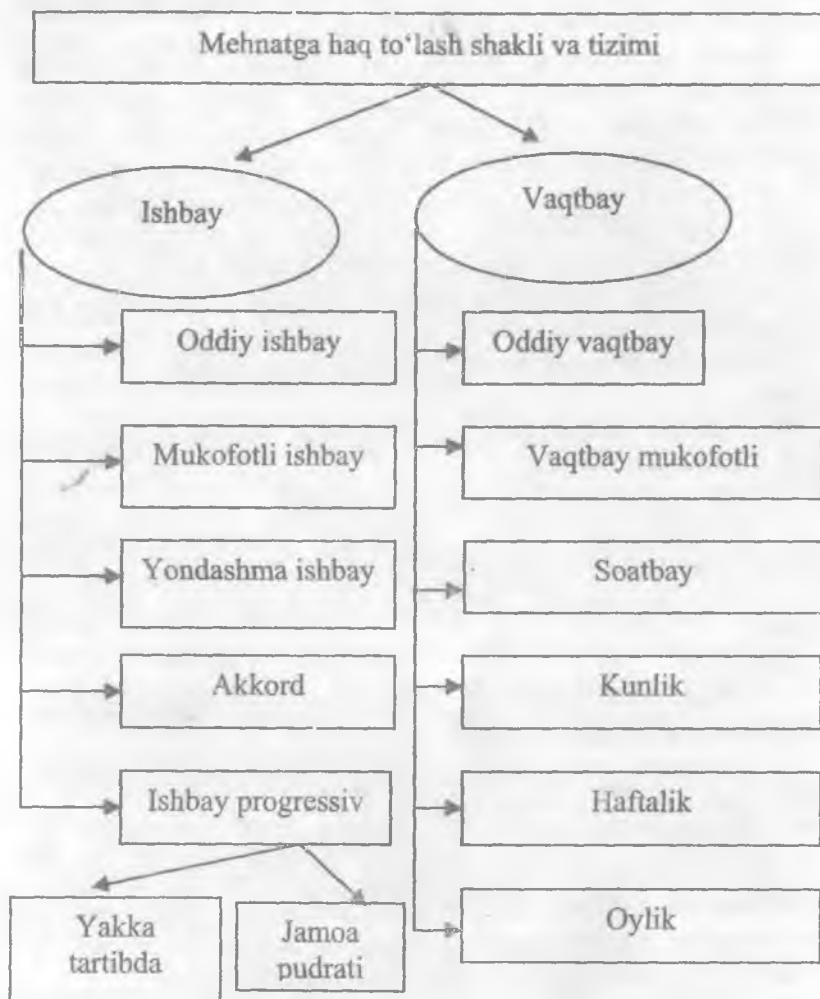 Mehnatga haq to‘lash shakli va tizimi
Ishbay
Vaqtbay
Oddiy ishbay
Oddiy vaqtbay
Mukofotli ishbay
Vaqtbay mukofotli
Yondashma ishbay
Soatbay
Akkord
Kunlik
Ishbay progressiv
Haftalik
Yakka
tartibda
Jamoa
pudrati
Oylik